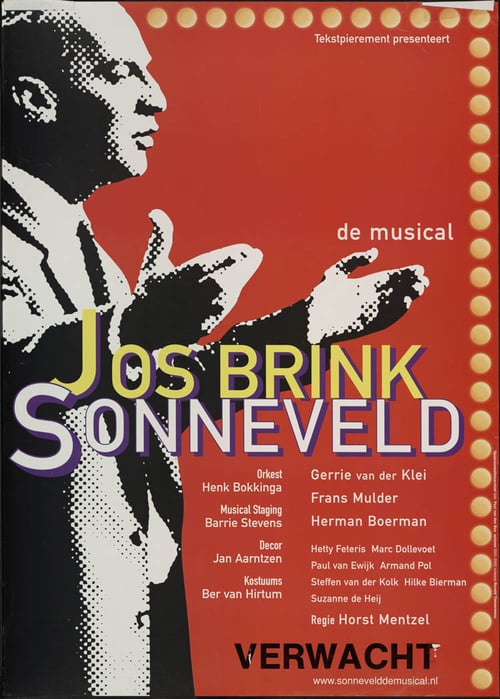 Tekstpierement presenteert
de musical
JOS BRINK
SONNEVELD
Orkest
Henk Bokkinga
Musical Staging
Barrie Stevens
Decor
Jan Aarntzen
Kostuums
Ber van Hirtum
Gerrie van der Klei
Frans Mulder
Herman Boerman
Hetty Feteris Marc Dollevoet
Paul van Ewijk Armand Pol
Steffen van der Kolk Hilke Bierman
Suzanne de Heij
Regie Horst Mentzel
VERWACHT
www.sonnevelddemusical.nl